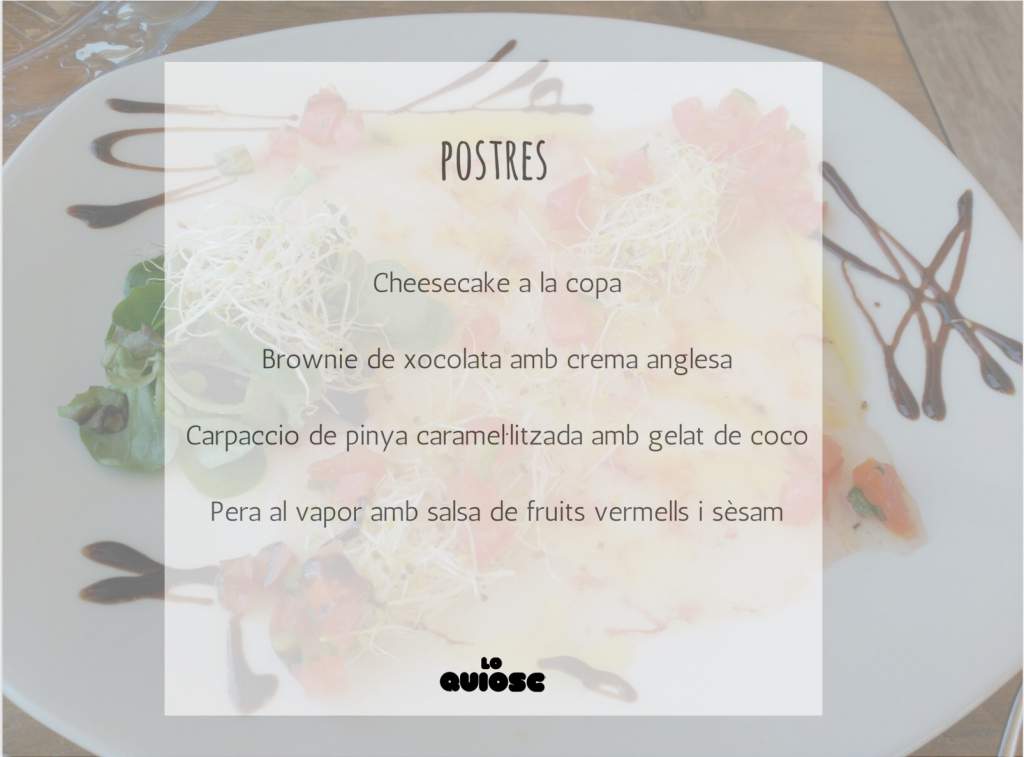 POSTRES
Cheesecake a la copa
Brownie de xocolata amb crema anglesa
Carpaccio de pinya caramel·litzada amb gelat de coco
Pera al vapor amb salsa de fruits vermells i sèsam
LO
QUIOSC